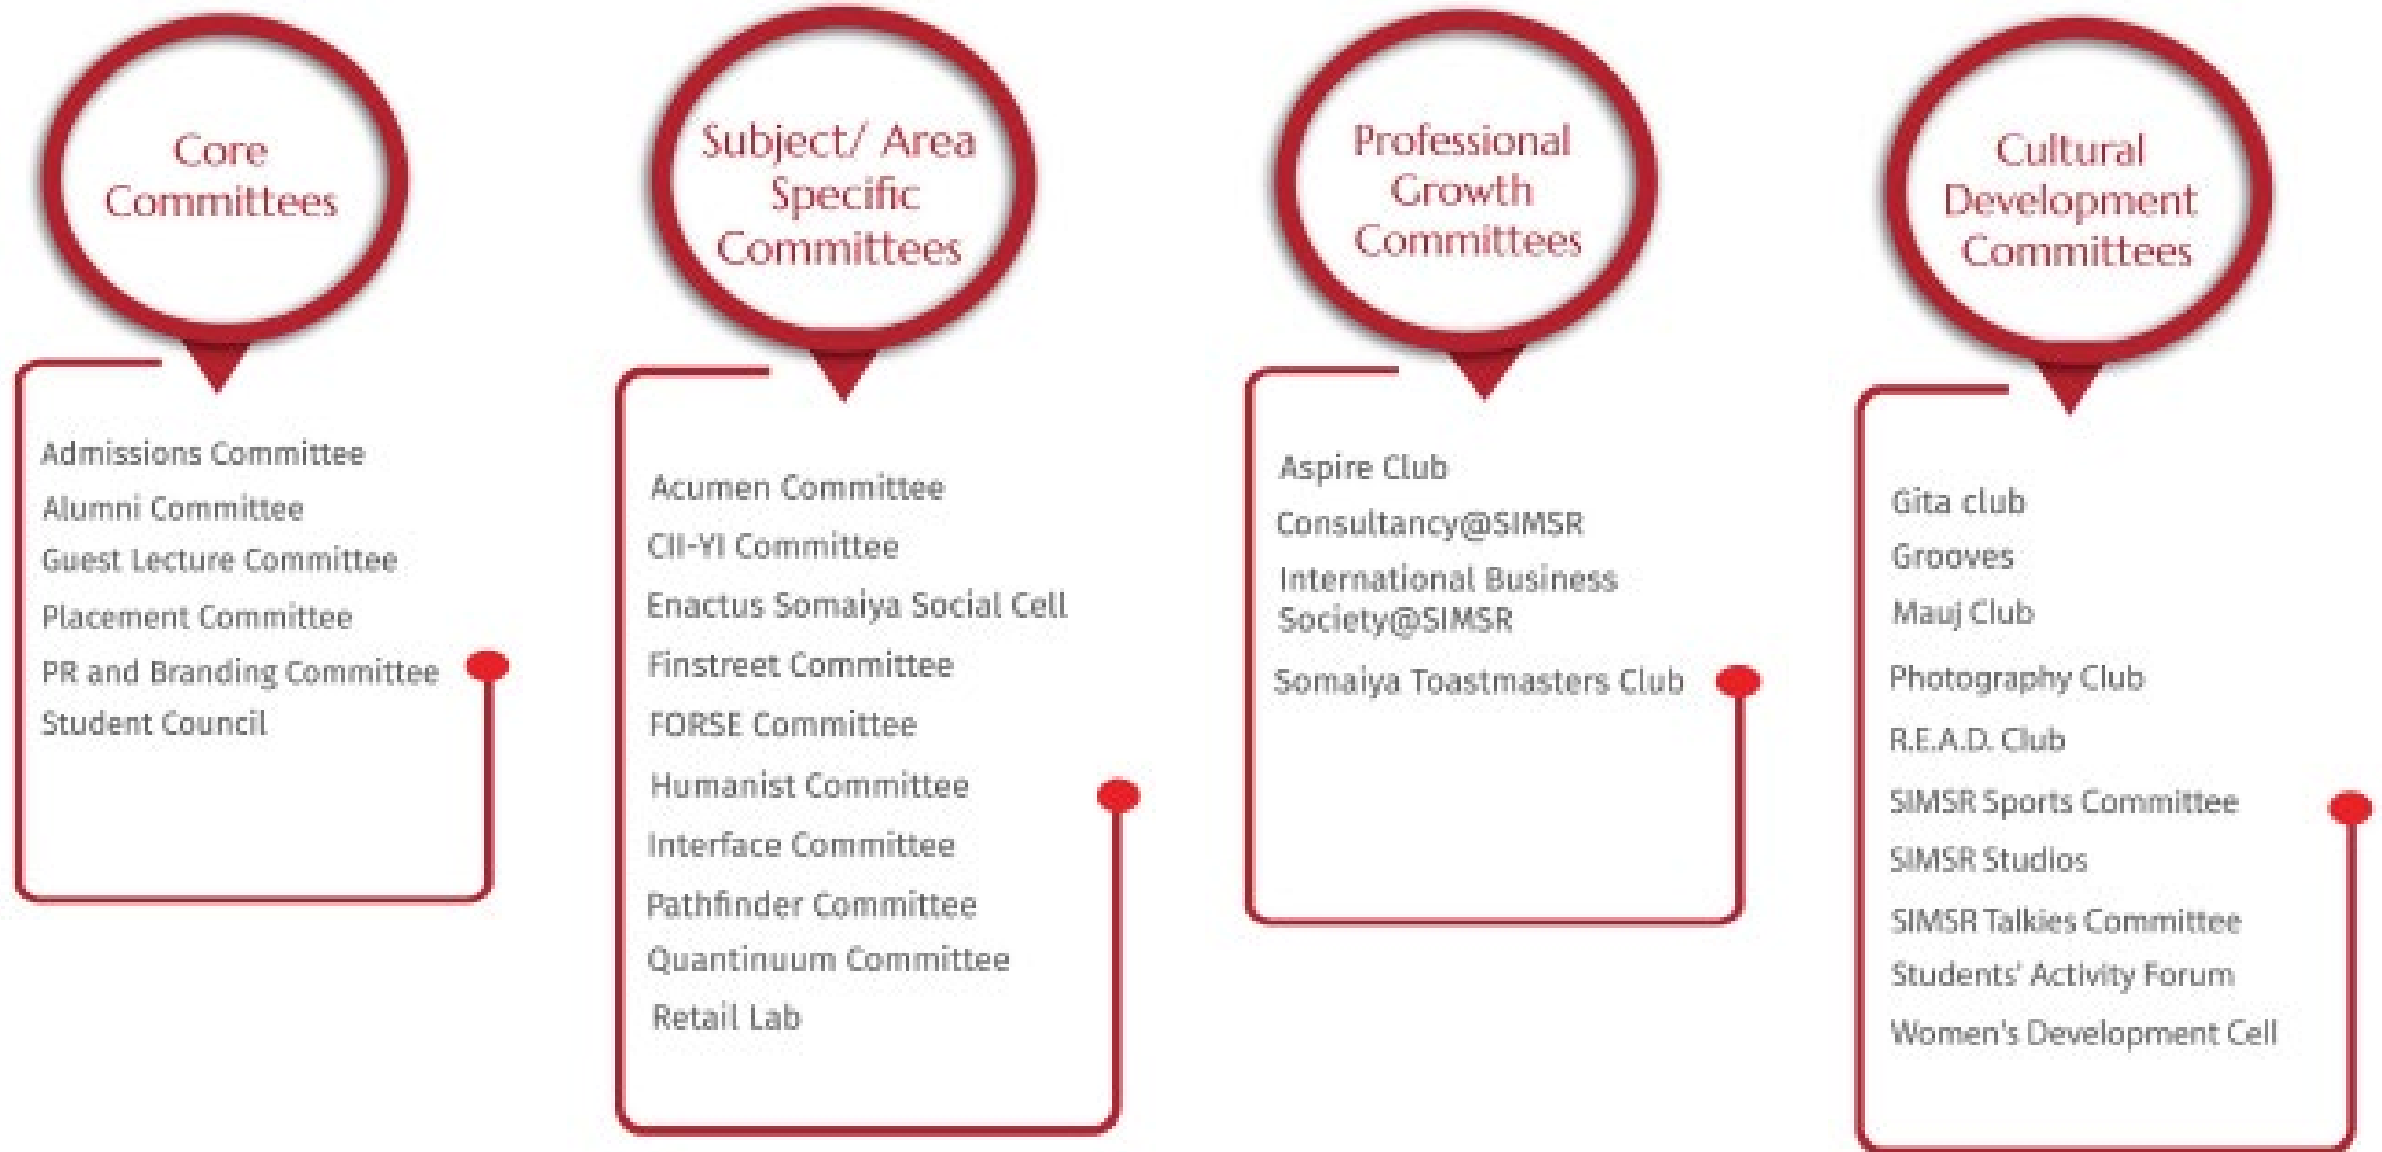 Core
Committees
Admissions Committee
Alumni Committee
Guest Lecture Committee
Placement Committee
PR and Branding Committee
Student Council
Subject/ Area
Specific
Committees
Acumen Committee
CII-YI Committee
Enactus Somaiya Social Cell
Finstreet Committee
FORSE Committee
Humanist Committee
Interface Committee
Pathfinder Committee
Quantinuum Committee
Retail Lab
Professional
Growth
Committees
Aspire Club
Consultancy@SIMSR
International Business
Society@SIMSR
Somaiya Toastmasters Club
Cultural
Development
Committees
Gita club
Grooves
Mauj Club
Photography Club
R.E.A.D. Club
SIMSR Sports Committee
SIMSR Studios
SIMSR Talkies Committee
Students' Activity Forum
Women's Development Cell